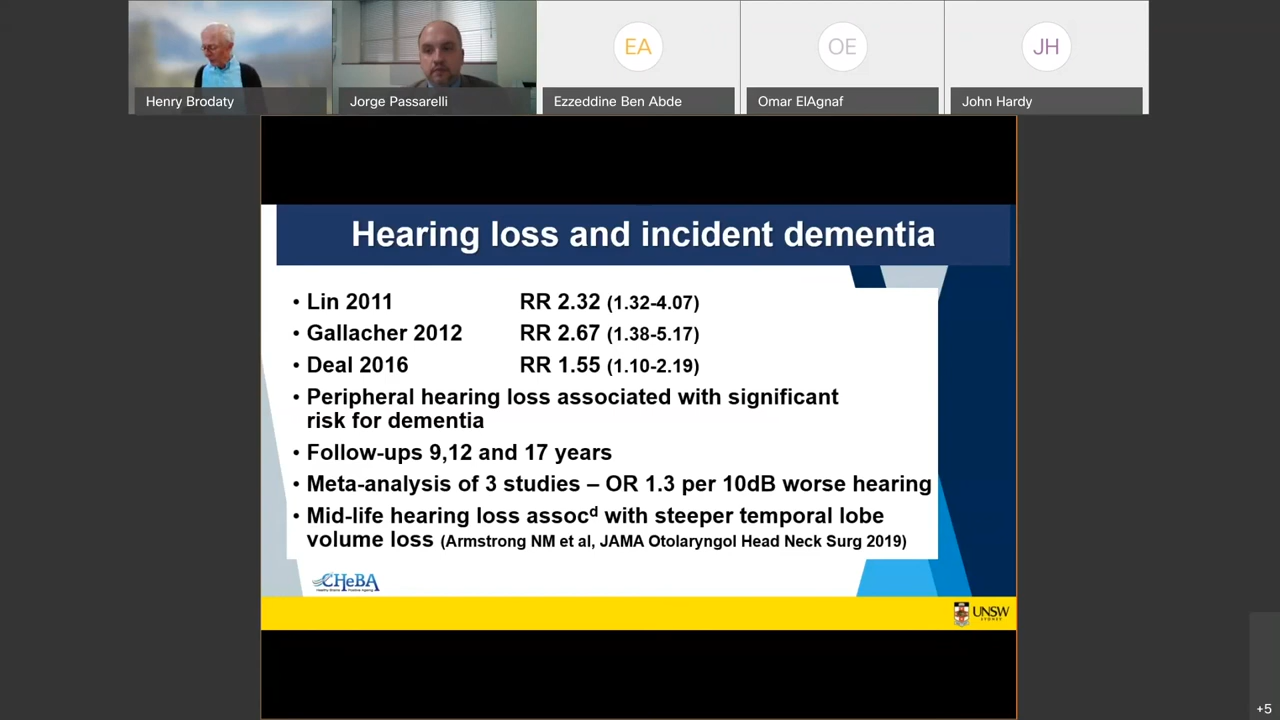 EA
OE
JH
Henry Brodaty
Jorge Passarelli
Ezzeddine Ben Abde
Omar ElAgnaf
John Hardy
Hearing loss and incident dementia
• Lin 2011 RR 2.32 (1.32-4.07)
• Gallacher 2012 RR 2.67 (1.38-5.17)
• Deal 2016 RR 1.55 (1.10-2.19)
• Peripheral hearing loss associated with significant
risk for dementia
• Follow-ups 9,12 and 17 years
• Meta-analysis of 3 studies – OR 1.3 per 10dB worse hearing
• Mid-life hearing loss assocd with steeper temporal lobe
volume loss (Armstrong NM et al, JAMA Otolaryngol Head Neck Surg 2019)
CHeBA
UNSW
SYDNEY
+5